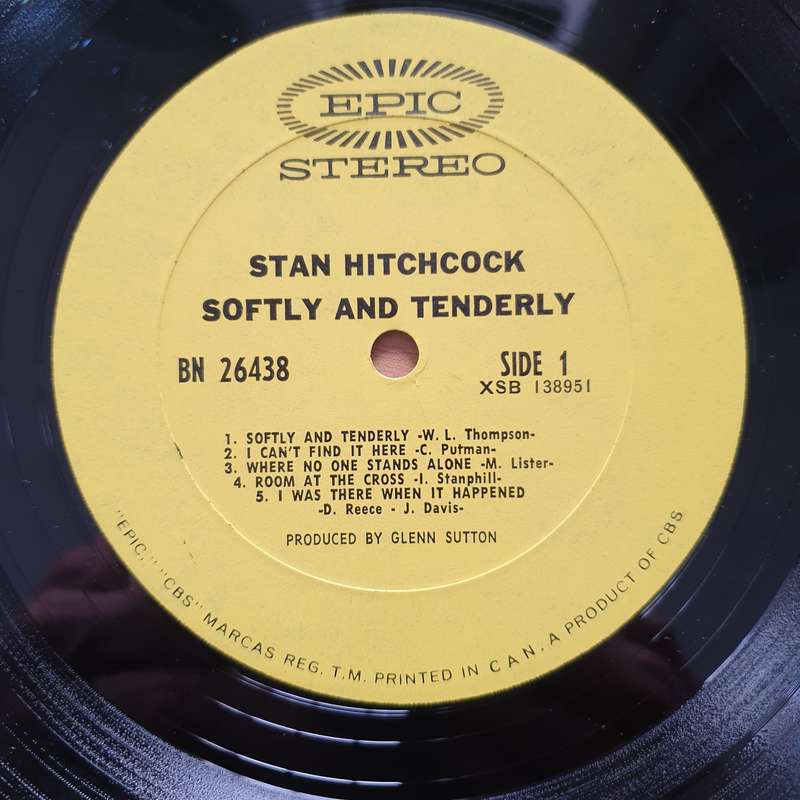 EPIC
STEREO
STAN HITCHCOCK
SOFTLY AND TENDERLY
BN 26438
SIDE 1
XSB 138951
1. SOFTLY AND TENDERLY -W. L. Thompson-
2. I CAN'T FIND IT HERE -C. Putman-
3. WHERE NO ONE STANDS ALONE -M. Lister-
4. ROOM AT THE CROSS -I. Stanphill-
5. I WAS THERE WHEN IT HAPPENED
-D. Reece - J. Davis-
PRODUCED BY GLENN SUTTON
"EPIC," "CBS" MARCAS REG. T.M. PRINTED IN CAN. A PRODUCT OF CBS